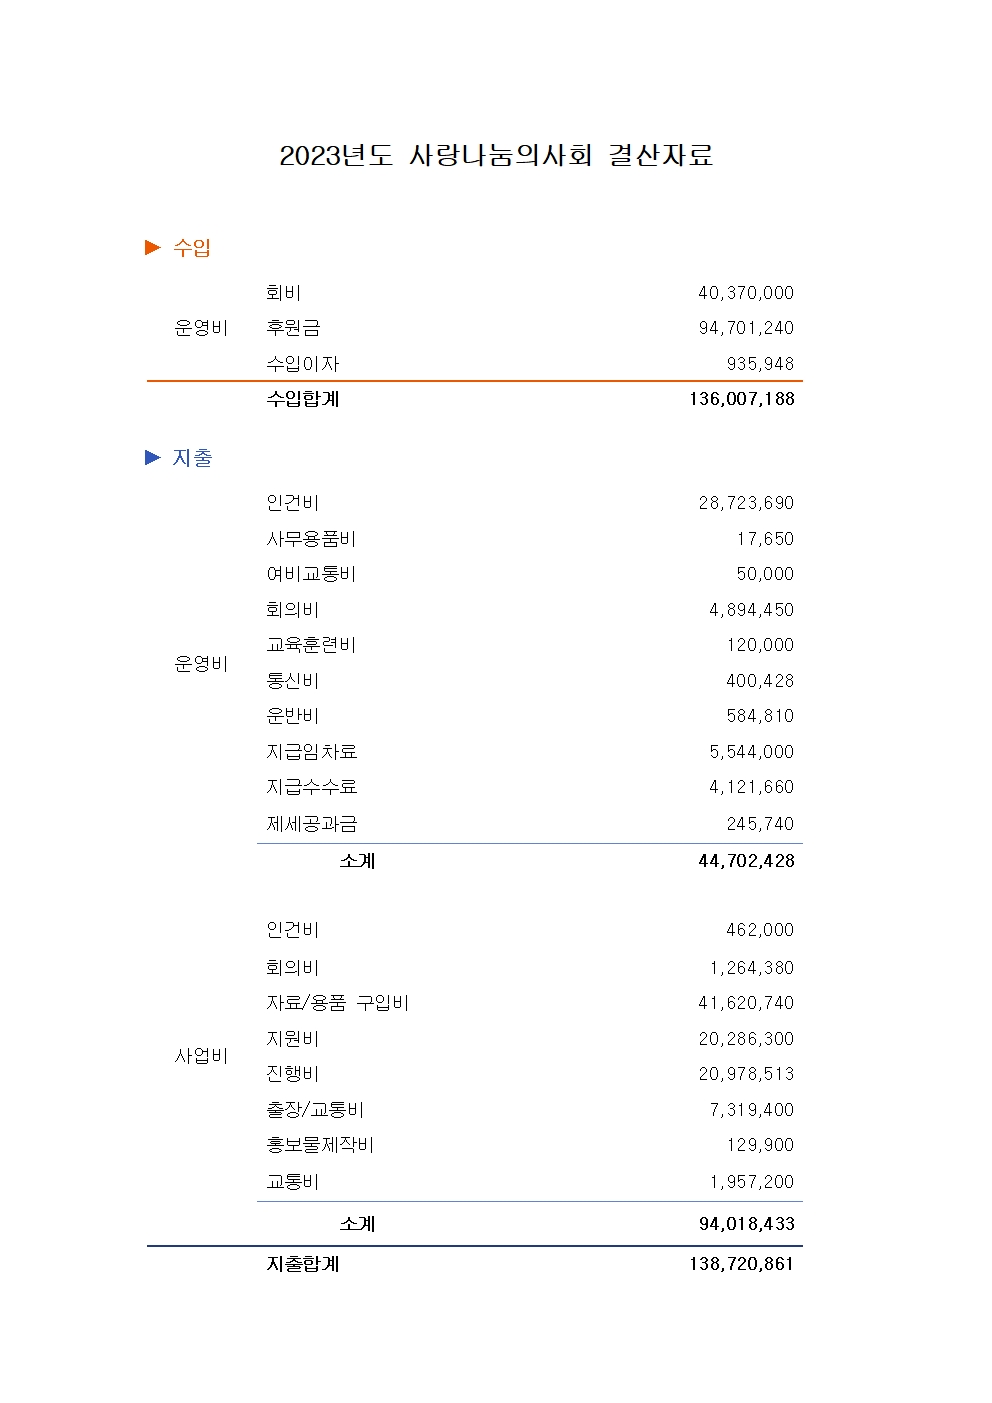 2023년도 사랑나눔의사회 결산자료
▶ 수입
회비 40,370,000
운영비 후원금 94,701,240
수입이자 935,948
수입합계 136,007,188
▶ 지출
인건비 28,723,690
사무용품비 17,650
여비교통비 50,000
회의비 4,894,450
교육훈련비 120,000
운영비
통신비 400,428
운반비 584,810
지급임차료 5,544,000
지급수수료 4,121,660
제세공과금 245,740
소계 44,702,428
인건비 462,000
회의비 1,264,380
자료/용품 구입비 41,620,740
지원비 20,286,300
사업비
진행비 20,978,513
출장/교통비 7,319,400
홍보물제작비 129,900
교통비 1,957,200
소계 94,018,433
지출합계 138,720,861